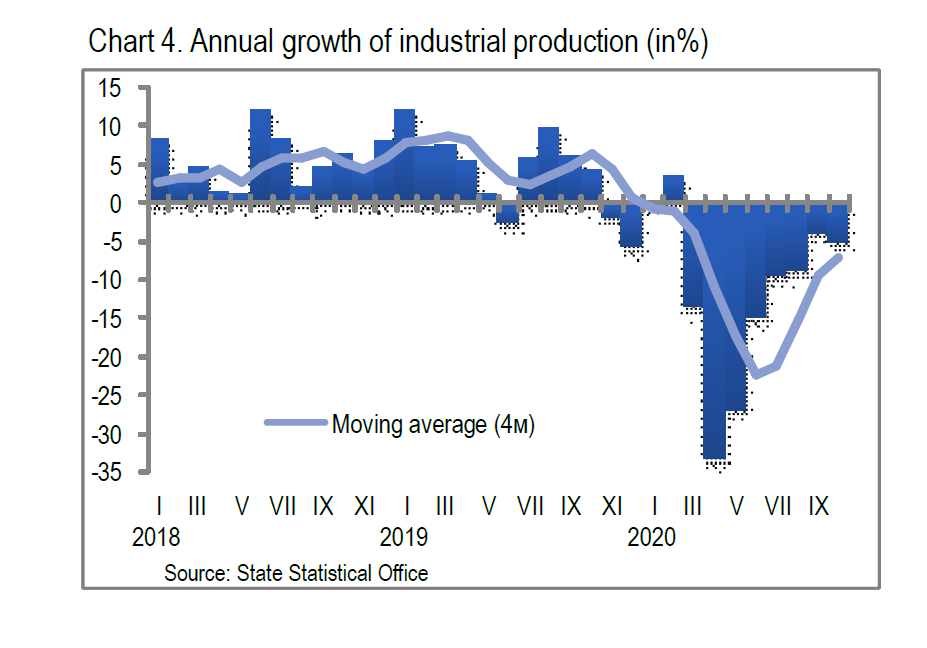 Chart 4. Annual growth of industrial production (in%)
15
10
5
0
-5
-10
-15
-20
-25
-30
-35
Moving average (4м)
I III V VII IX XI I III V VII IX XI I III V VII IX
2018 2019 2020
Source: State Statistical Office